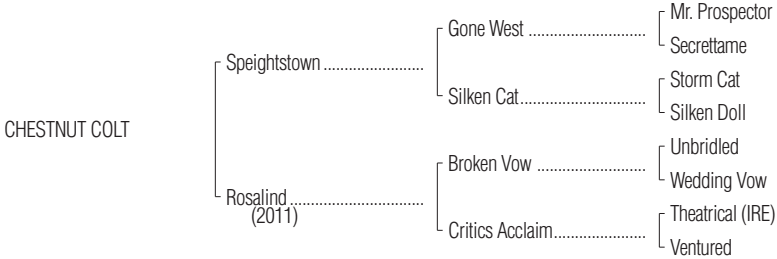 Mr. Prospector
Gone West ..............................
Secrettame
Speightstown ........................
Storm Cat
Silken Cat................................
Silken Doll
CHESTNUT COLT
Unbridled
Broken Vow ............................
Wedding Vow
Rosalind................................
(2011)
Theatrical (IRE)
Critics Acclaim.......................
Ventured